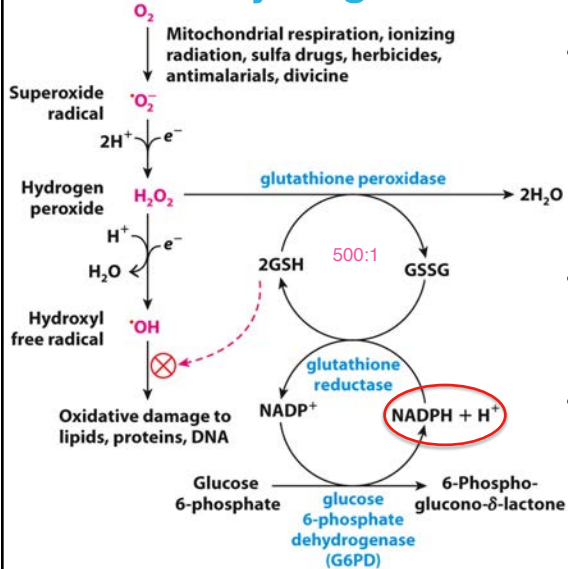 O₂
Mitochondrial respiration, ionizing
radiation, sulfa drugs, herbicides,
antimalarials, divicine
Superoxide
radical
•O₂⁻
2H⁺
e⁻
Hydrogen
peroxide
H₂O₂
glutathione peroxidase
2H₂O
H⁺
e⁻
H₂O
2GSH
500:1
GSSG
Hydroxyl
free radical
•OH
glutathione
reductase
Oxidative damage to
lipids, proteins, DNA
NADP⁺
NADPH + H⁺
Glucose
6-phosphate
glucose
6-phosphate
dehydrogenase
(G6PD)
6-Phospho-
glucono-δ-lactone